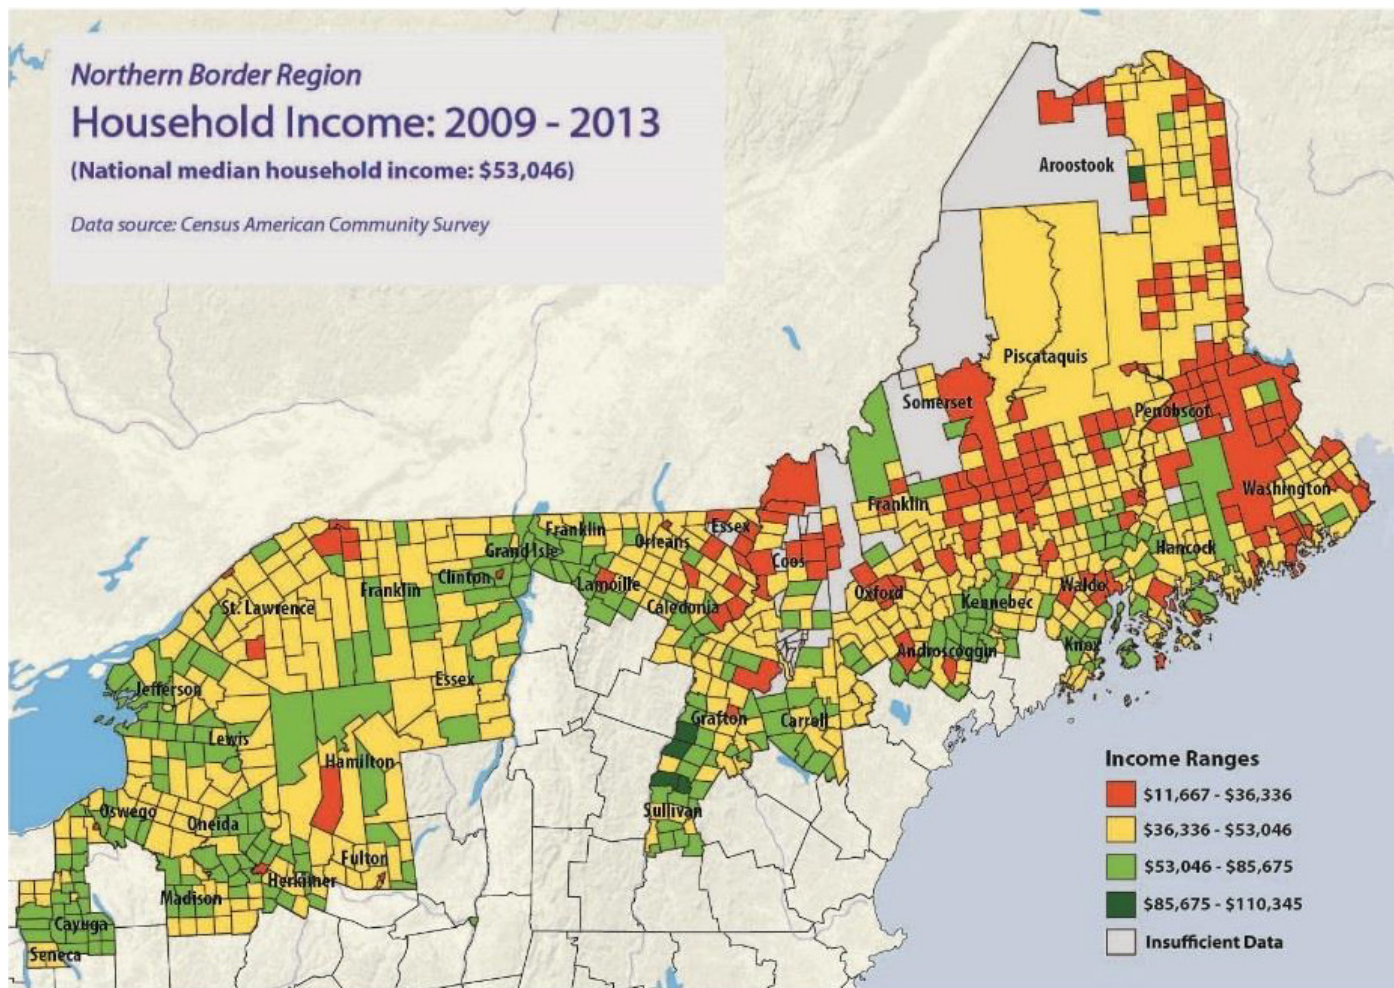 Northern Border Region
Household Income: 2009 - 2013
(National median household income: $53,046)
Data source: Census American Community Survey
Aroostook
Piscataquis
Somerset
Penobscot
Washington
Franklin
Essex
Franklin
Orleans
Grand Isle
Hancock
Coos
Clinton
Lamoille
Franklin
Oxford
Waldo
Kennebec
St. Lawrence
Caledonia
Knox
Androscoggin
Essex
Jefferson
Grafton
Carroll
Lewis
Hamilton
Oswego
Oneida
Sullivan
Fulton
Herkimer
Madison
Cayuga
Seneca
Income Ranges
$11,667 - $36,336
$36,336 - $53,046
$53,046 - $85,675
$85,675 - $110,345
Insufficient Data